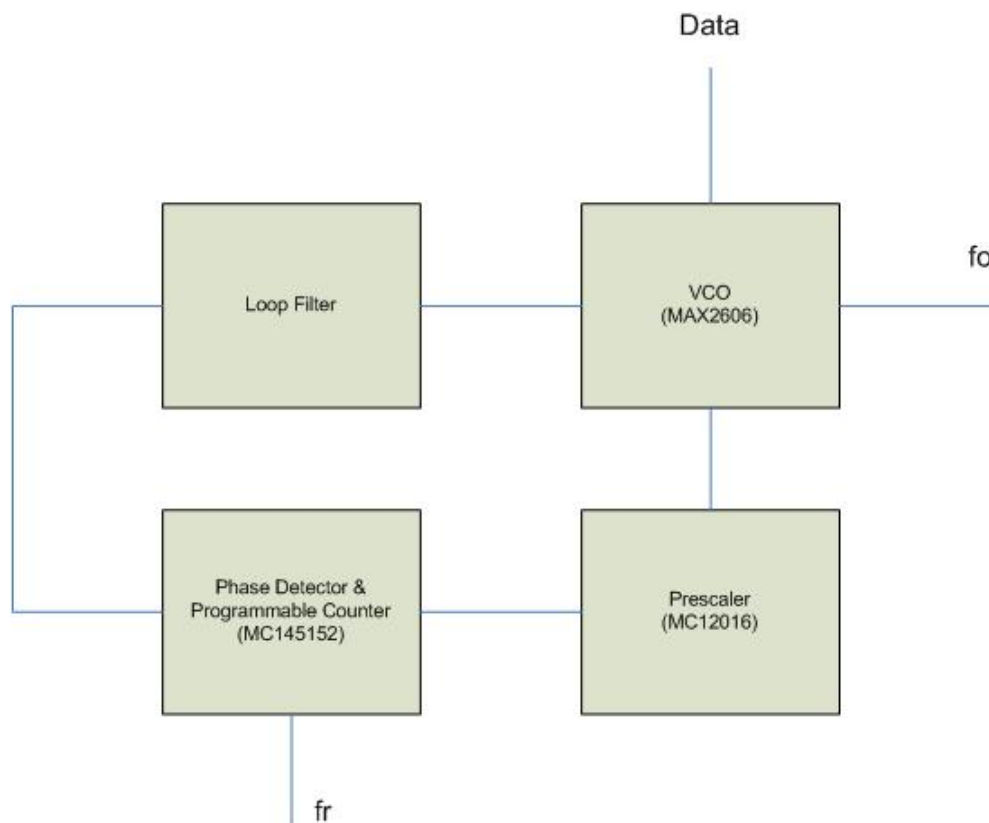 Data
Loop Filter
VCO
(MAX2606)
fo
Phase Detector &
Programmable Counter
(MC145152)
Prescaler
(MC12016)
fr